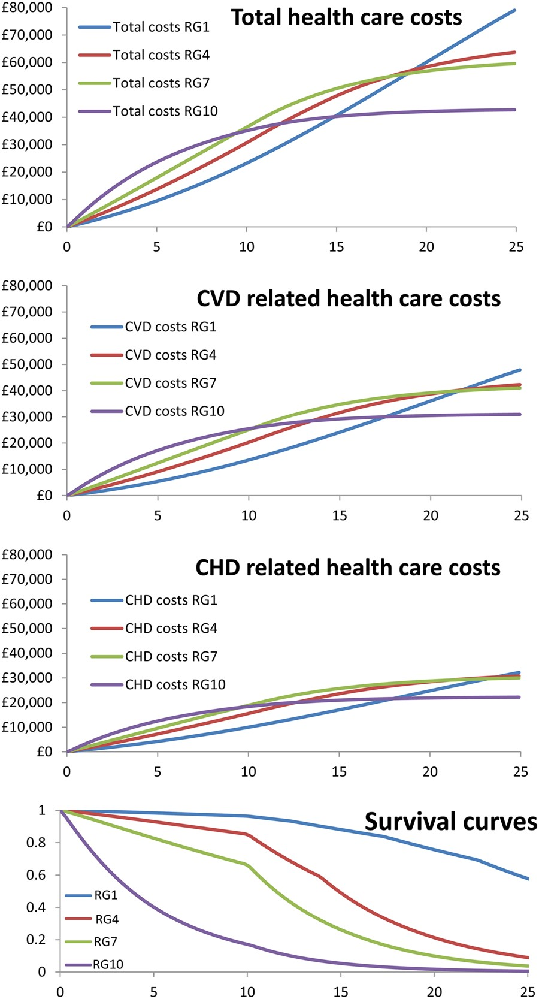 Total health care costs
£80,000
£70,000
£60,000
£50,000
£40,000
£30,000
£20,000
£10,000
£0
Total costs RG1
Total costs RG4
Total costs RG7
Total costs RG10
0 5 10 15 20 25
CVD related health care costs
£80,000
£70,000
£60,000
£50,000
£40,000
£30,000
£20,000
£10,000
£0
CVD costs RG1
CVD costs RG4
CVD costs RG7
CVD costs RG10
0 5 10 15 20 25
CHD related health care costs
£80,000
£70,000
£60,000
£50,000
£40,000
£30,000
£20,000
£10,000
£0
CHD costs RG1
CHD costs RG4
CHD costs RG7
CHD costs RG10
0 5 10 15 20 25
Survival curves
1
0.8
0.6
0.4
0.2
0
RG1
RG4
RG7
RG10
0 5 10 15 20 25